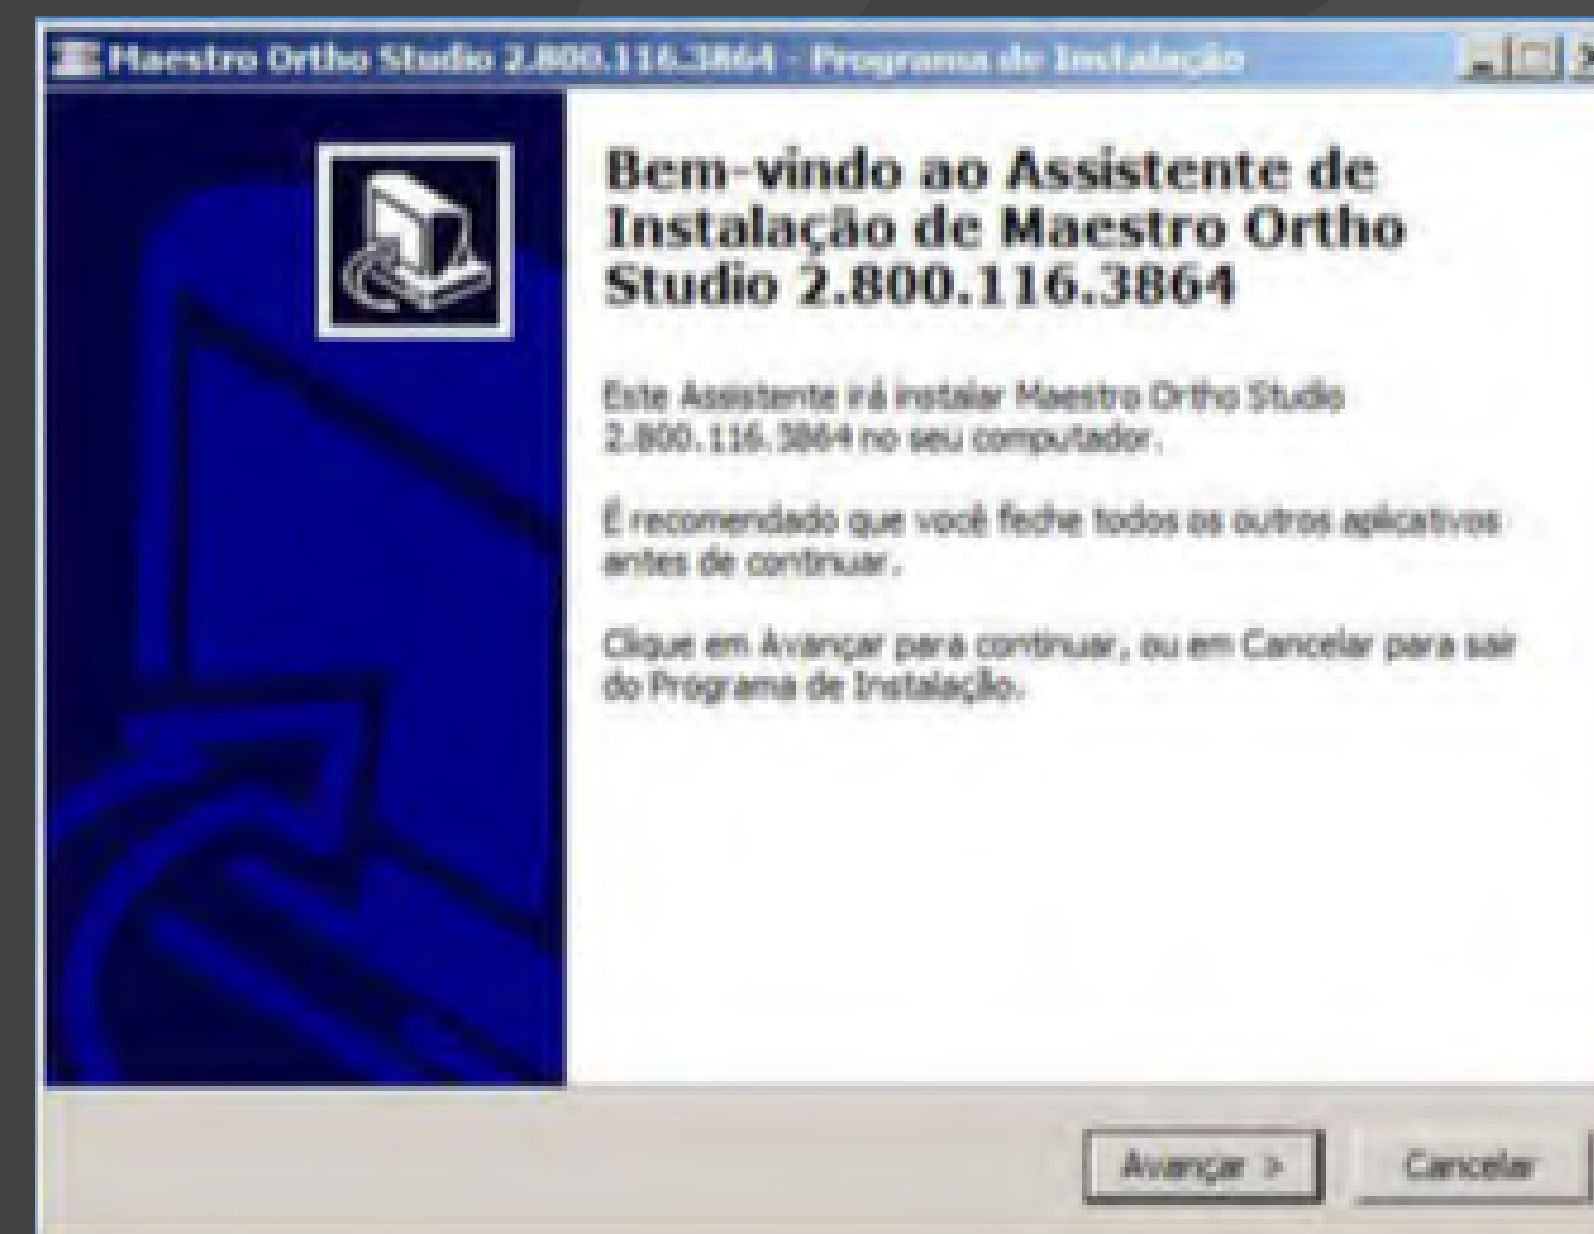 Maestro Ortho Studio 2.800.116.3864 - Programa de Instalação
Bem-vindo ao Assistente de
Instalação de Maestro Ortho
Studio 2.800.116.3864
Este Assistente irá instalar Maestro Ortho Studio
2.800.116.3864 no seu computador.
É recomendado que você feche todos os outros aplicativos
antes de continuar.
Clique em Avançar para continuar, ou em Cancelar para sair
do Programa de Instalação.
Avançar >
Cancelar